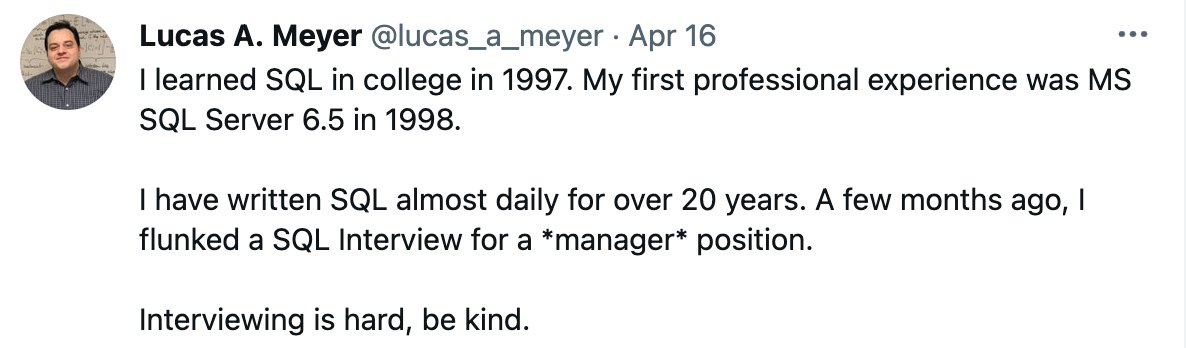 Lucas A. Meyer @lucas_a_meyer · Apr 16
I learned SQL in college in 1997. My first professional experience was MS
SQL Server 6.5 in 1998.
I have written SQL almost daily for over 20 years. A few months ago, I
flunked a SQL Interview for a *manager* position.
Interviewing is hard, be kind.